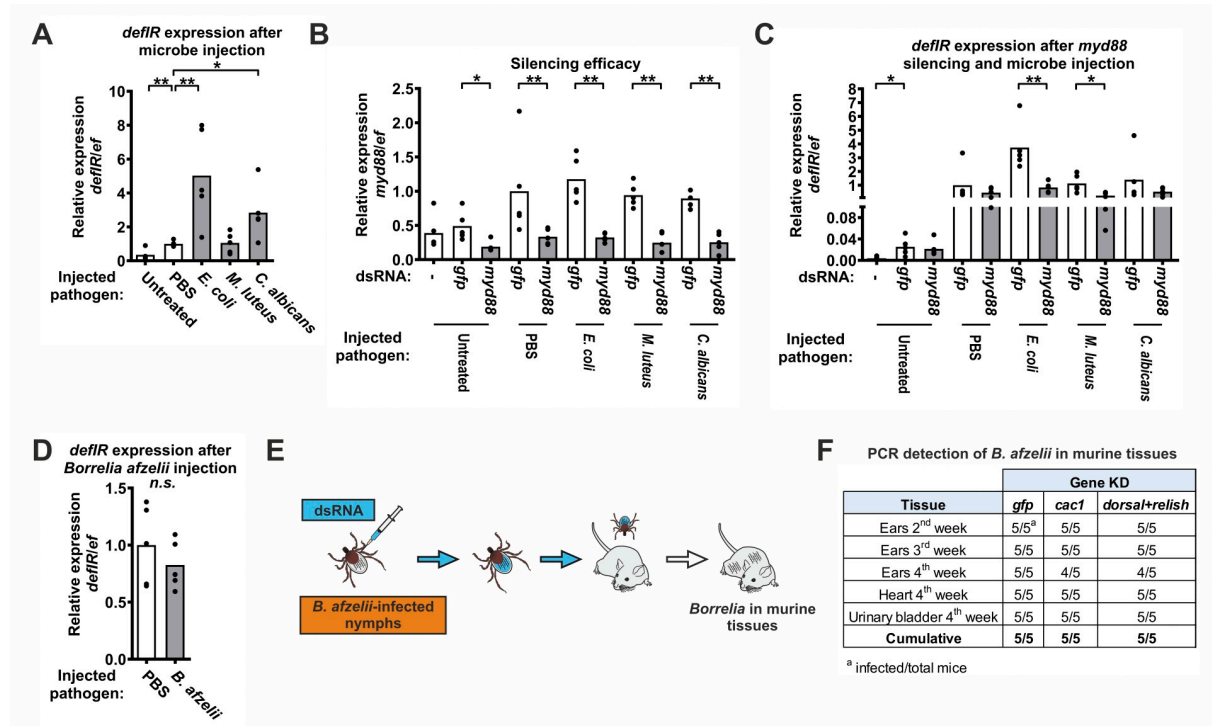 A
defIR expression after
microbe injection
*
** **
10
8
6
4
2
0
Relative expression
defIR/ef
Injected
pathogen:
Untreated
PBS
E. coli
M. luteus
C. albicans
B
Silencing efficacy
* ** ** ** **
2.5
2.0
1.5
1.0
0.5
0.0
Relative expression
myd88/ef
dsRNA:
- gfp myd88 gfp myd88 gfp myd88 gfp myd88 gfp myd88
Injected
pathogen:
Untreated
PBS
E. coli
M. luteus
C. albicans
C
defIR expression after myd88
silencing and microbe injection
* ** *
8
7
6
5
4
3
2
1
0.08
0.04
0.00
Relative expression
defIR/ef
dsRNA:
- gfp myd88 gfp myd88 gfp myd88 gfp myd88 gfp myd88
Injected
pathogen:
Untreated
PBS
E. coli
M. luteus
C. albicans
D
defIR expression after
Borrelia afzelii injection
n.s.
1.5
1.0
0.5
0.0
Relative expression
defIR/ef
Injected
pathogen:
PBS
B. afzelii
E
dsRNA
B. afzelii-infected
nymphs
Borrelia in murine
tissues
F
PCR detection of B. afzelii in murine tissues
Gene KD
Tissue gfp cac1 dorsal+relish
Ears 2nd week 5/5a 5/5 5/5
Ears 3rd week 5/5 5/5 5/5
Ears 4th week 5/5 4/5 4/5
Heart 4th week 5/5 5/5 5/5
Urinary bladder 4th week 5/5 5/5 5/5
Cumulative 5/5 5/5 5/5
a infected/total mice